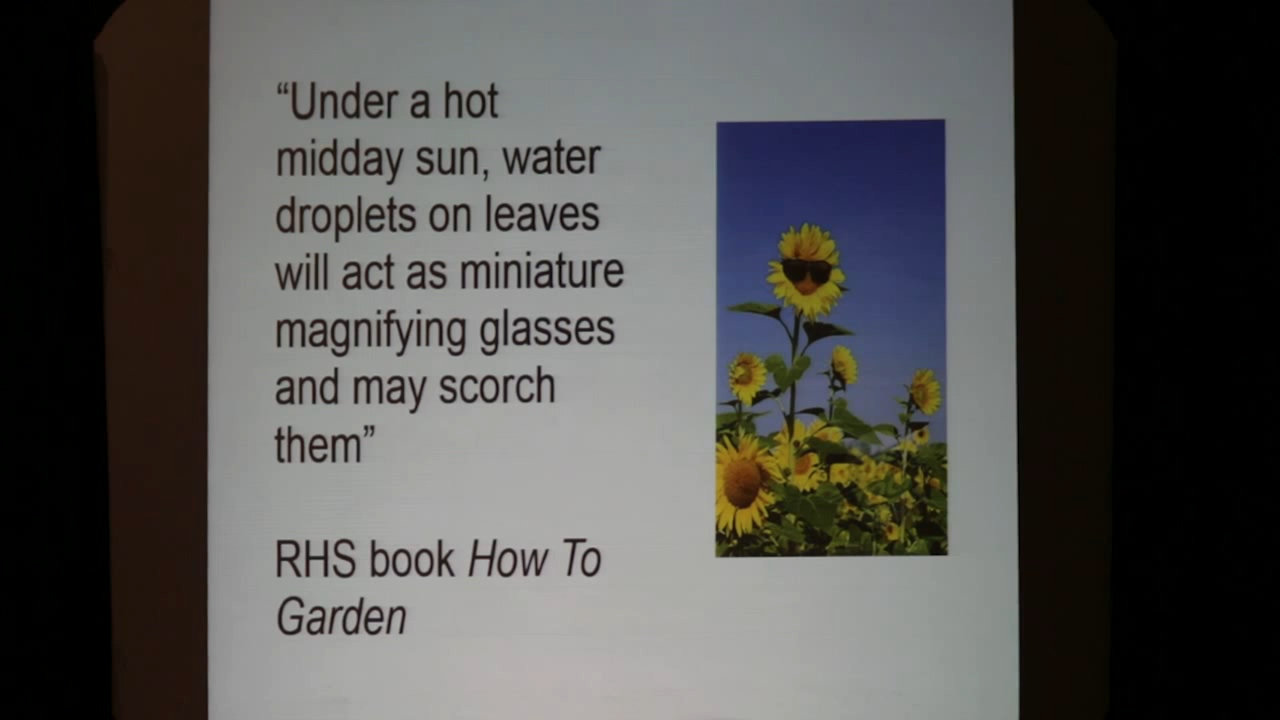 “Under a hot
midday sun, water
droplets on leaves
will act as miniature
magnifying glasses
and may scorch
them”
RHS book How To
Garden